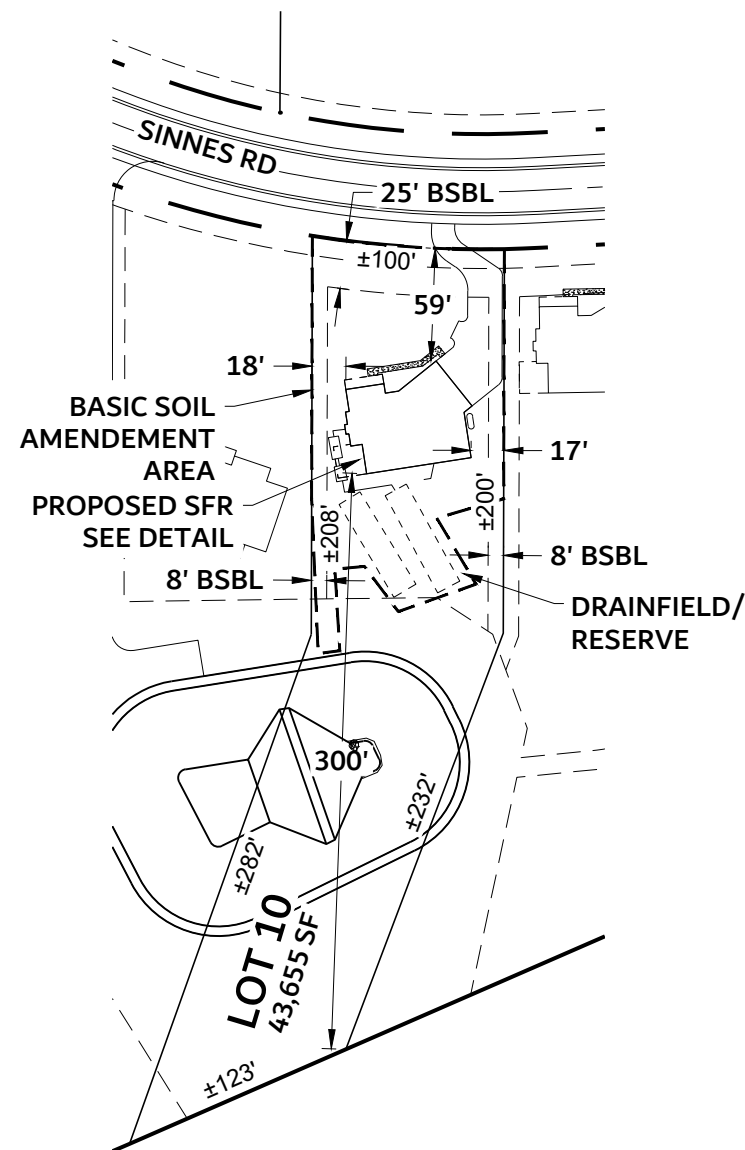 SINNES RD
25' BSBL
±100'
59'
18'
BASIC SOIL
AMENDEMENT
AREA
17'
PROPOSED SFR
SEE DETAIL
±200'
±208'
8' BSBL
8' BSBL
DRAINFIELD/
RESERVE
300'
±232'
±282'
LOT 10
43,655 SF
±123'